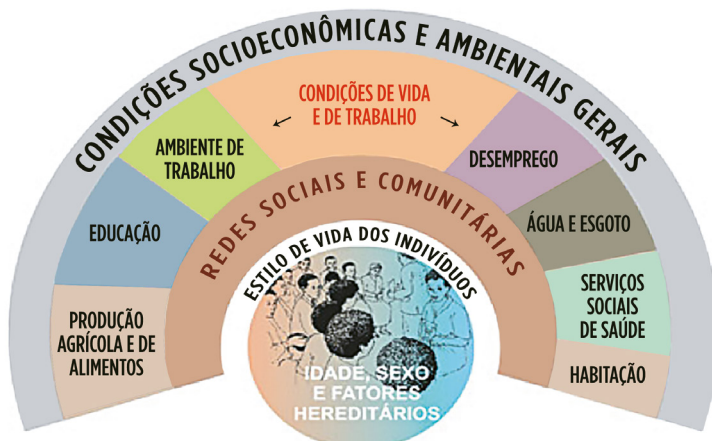 CONDIÇÕES SOCIOECONÔMICAS E AMBIENTAIS GERAIS
CONDIÇÕES DE VIDA
E DE TRABALHO
AMBIENTE DE
TRABALHO
DESEMPREGO
EDUCAÇÃO
ÁGUA E ESGOTO
PRODUÇÃO
AGRÍCOLA E DE
ALIMENTOS
SERVIÇOS
SOCIAIS
DE SAÚDE
HABITAÇÃO
REDES SOCIAIS E COMUNITÁRIAS
ESTILO DE VIDA DOS INDIVÍDUOS
IDADE, SEXO
E FATORES
HEREDITÁRIOS